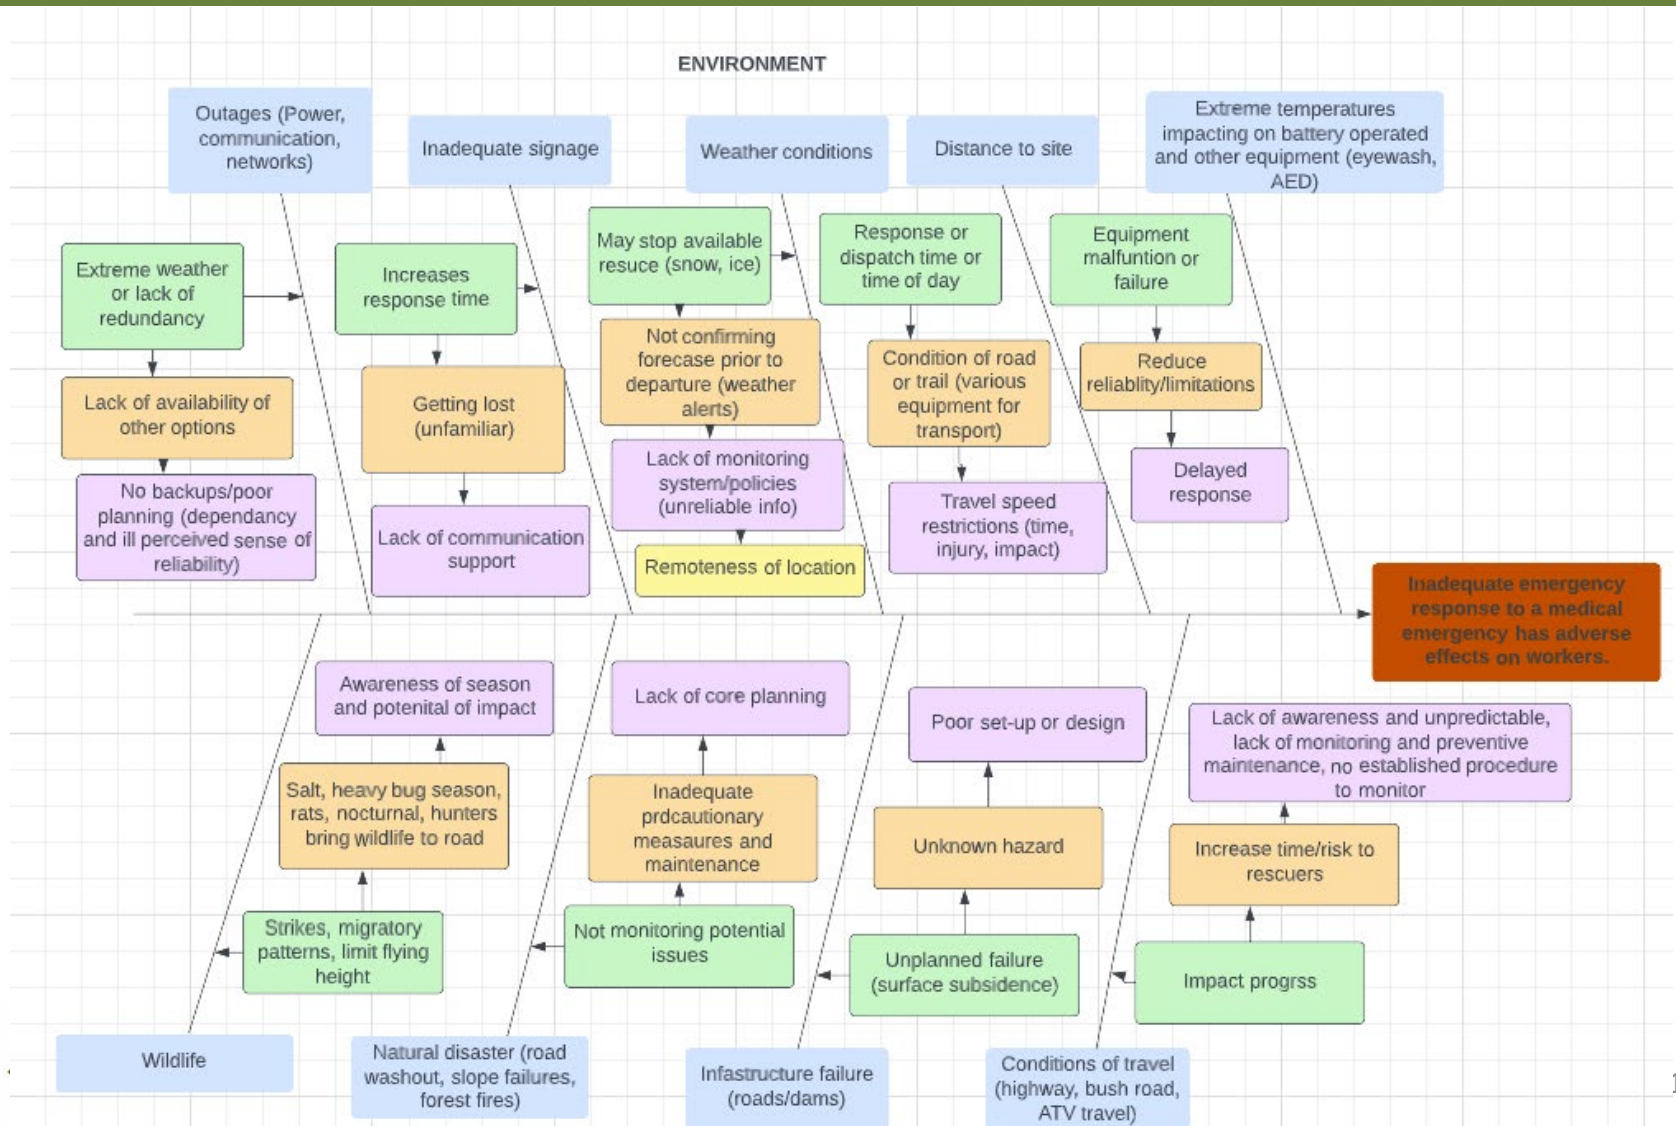 ENVIRONMENT
Outages (Power,
communication,
networks)
Inadequate signage
Weather conditions
Distance to site
Extreme temperatures
impacting on battery operated
and other equipment (eyewash,
AED)
Extreme weather
or lack of
redundancy
Lack of availability of
other options
No backups/poor
planning (dependancy
and ill perceived sense of
reliability)
Increases
response time
Getting lost
(unfamiliar)
Lack of communication
support
May stop available
resuce (snow, ice)
Not confirming
forecase prior to
departure (weather
alerts)
Lack of monitoring
system/policies
(unreliable info)
Remoteness of location
Response or
dispatch time or
time of day
Condition of road
or trail (various
equipment for
transport)
Travel speed
restrictions (time,
injury, impact)
Equipment
malfuntion or
failure
Reduce
reliablity/limitations
Delayed
response
Inadequate emergency
response to a medical
emergency has adverse
effects on workers.
Awareness of season
and potenital of impact
Salt, heavy bug season,
rats, nocturnal, hunters
bring wildlife to road
Strikes, migratory
patterns, limit flying
height
Wildlife
Lack of core planning
Inadequate
prdcautionary
measaures and
maintenance
Not monitoring potential
issues
Natural disaster (road
washout, slope failures,
forest fires)
Poor set-up or design
Unknown hazard
Unplanned failure
(surface subsidence)
Infastructure failure
(roads/dams)
Lack of awareness and unpredictable,
lack of monitoring and preventive
maintenance, no established procedure
to monitor
Increase time/risk to
rescuers
Impact progrss
Conditions of travel
(highway, bush road,
ATV travel)